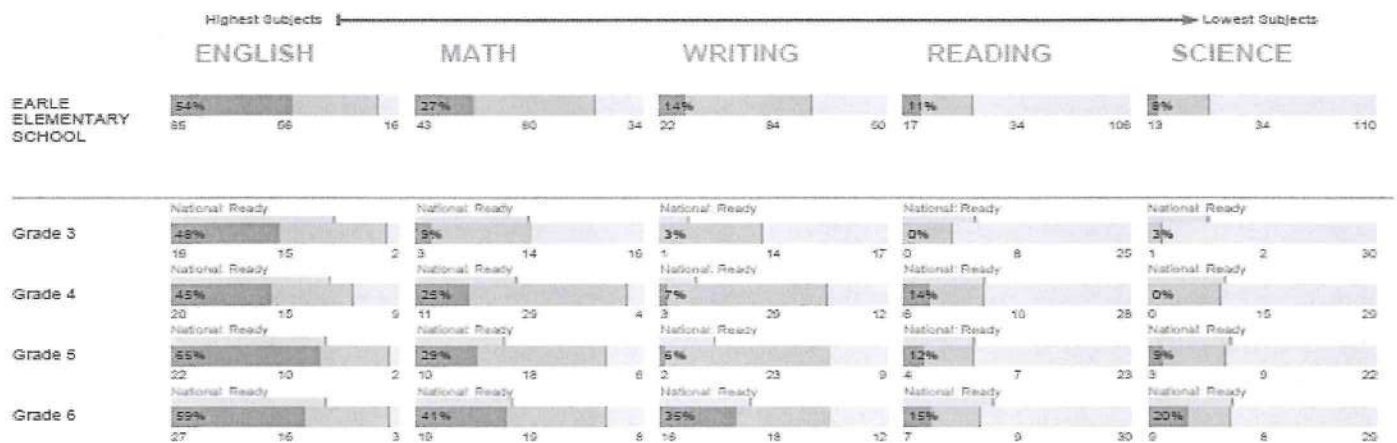 Highest Subjects Lowest Subjects
ENGLISH MATH WRITING READING SCIENCE
EARLE ELEMENTARY SCHOOL 54% 27% 14% 11% 8%
85 56 16 43 80 34 22 84 50 17 34 106 13 34 110
National: Ready National: Ready National: Ready National: Ready National: Ready
Grade 3 48% 9% 3% 0% 3%
16 15 2 3 14 16 1 14 17 0 8 25 1 2 30
National: Ready National: Ready National: Ready National: Ready National: Ready
Grade 4 45% 25% 7% 14% 0%
20 15 9 11 29 4 3 29 12 6 10 28 0 15 29
National: Ready National: Ready National: Ready National: Ready National: Ready
Grade 5 65% 29% 6% 12% 9%
22 10 2 10 18 6 2 23 9 4 7 23 3 9 22
National: Ready National: Ready National: Ready National: Ready National: Ready
Grade 6 59% 41% 35% 15% 20%
27 16 3 19 19 8 16 18 12 7 9 30 9 8 29